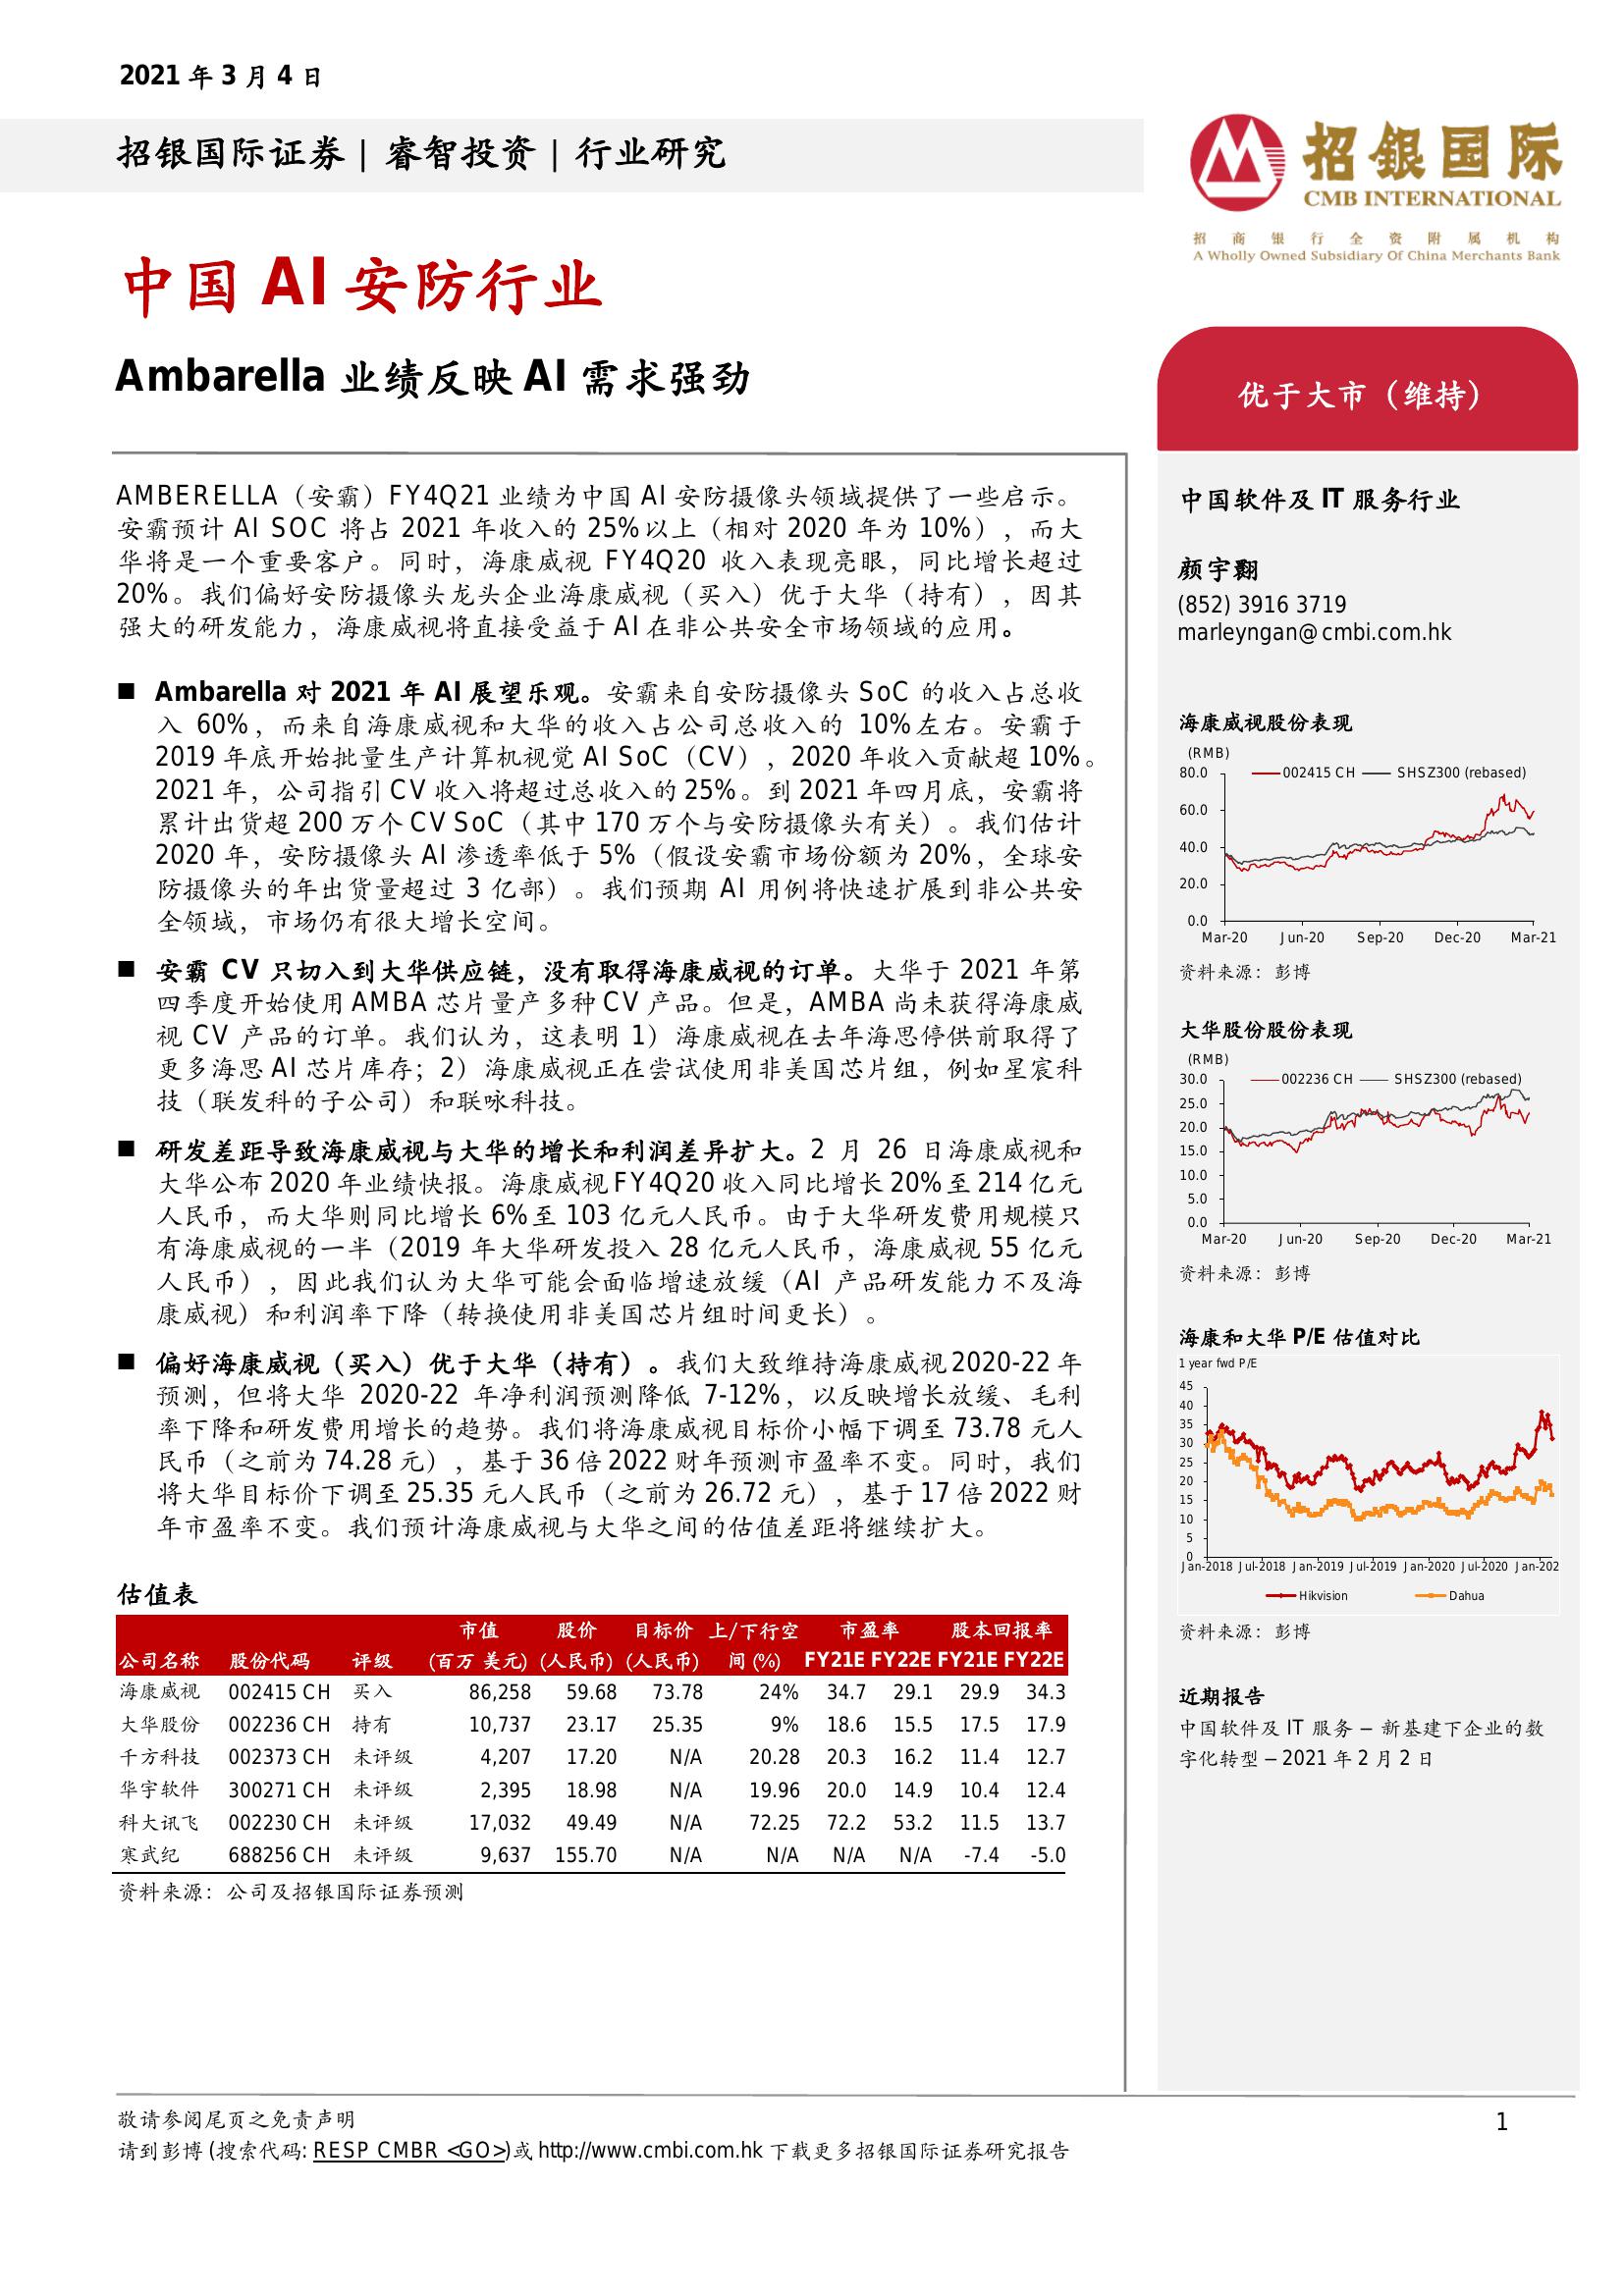 2021 年 3 月 4 日
招银国际证券 | 睿智投资 | 行业研究
招银国际
CMB INTERNATIONAL
招商银行全资附属机构
A Wholly Owned Subsidiary Of China Merchants Bank
中国 AI 安防行业
Ambarella 业绩反映 AI 需求强劲
AMBERELLA（安霸）FY4Q21 业绩为中国 AI 安防摄像头领域提供了一些启示。
安霸预计 AI SOC 将占 2021 年收入的 25%以上（相对 2020 年为 10%），而大
华将是一个重要客户。同时，海康威视 FY4Q20 收入表现亮眼，同比增长超过
20%。我们偏好安防摄像头龙头企业海康威视（买入）优于大华（持有），因其
强大的研发能力，海康威视将直接受益于 AI 在非公共安全市场领域的应用。
■ Ambarella 对 2021 年 AI 展望乐观。安霸来自安防摄像头 SoC 的收入占总收
入 60%，而来自海康威视和大华的收入占公司总收入的 10%左右。安霸于
2019 年底开始批量生产计算机视觉 AI SoC（CV），2020 年收入贡献超 10%。
2021 年，公司指引 CV 收入将超过总收入的 25%。到 2021 年四月底，安霸将
累计出货超 200 万个 CV SoC（其中 170 万个与安防摄像头有关）。我们估计
2020 年，安防摄像头 AI 渗透率低于 5%（假设安霸市场份额为 20%，全球安
防摄像头的年出货量超过 3 亿部）。我们预期 AI 用例将快速扩展到非公共安
全领域，市场仍有很大增长空间。
■ 安霸 CV 只切入到大华供应链，没有取得海康威视的订单。大华于 2021 年第
四季度开始使用 AMBA 芯片量产多种 CV 产品。但是，AMBA 尚未获得海康威
视 CV 产品的订单。我们认为，这表明 1）海康威视在去年海思停供前取得了
更多海思 AI 芯片库存；2）海康威视正在尝试使用非美国芯片组，例如星宸科
技（联发科的子公司）和联咏科技。
■ 研发差距导致海康威视与大华的增长和利润差异扩大。2 月 26 日海康威视和
大华公布 2020 年业绩快报。海康威视 FY4Q20 收入同比增长 20%至 214 亿元
人民币，而大华则同比增长 6%至 103 亿元人民币。由于大华研发费用规模只
有海康威视的一半（2019 年大华研发投入 28 亿元人民币，海康威视 55 亿元
人民币），因此我们认为大华可能会面临增速放缓（AI 产品研发能力不及海
康威视）和利润率下降（转换使用非美国芯片组时间更长）。
■ 偏好海康威视（买入）优于大华（持有）。我们大致维持海康威视 2020-22 年
预测，但将大华 2020-22 年净利润预测降低 7-12%，以反映增长放缓、毛利
率下降和研发费用增长的趋势。我们将海康威视目标价小幅下调至 73.78 元人
民币（之前为 74.28 元），基于 36 倍 2022 财年预测市盈率不变。同时，我们
将大华目标价下调至 25.35 元人民币（之前为 26.72 元），基于 17 倍 2022 财
年市盈率不变。我们预计海康威视与大华之间的估值差距将继续扩大。
估值表
市值 股价 目标价 上/下行空 市盈率 股本回报率
公司名称 股份代码 评级 (百万 美元) (人民币) (人民币) 间 (%) FY21E FY22E FY21E FY22E
海康威视 002415 CH 买入 86,258 59.68 73.78 24% 34.7 29.1 29.9 34.3
大华股份 002236 CH 持有 10,737 23.17 25.35 9% 18.6 15.5 17.5 17.9
千方科技 002373 CH 未评级 4,207 17.20 N/A 20.28 20.3 16.2 11.4 12.7
华宇软件 300271 CH 未评级 2,395 18.98 N/A 19.96 20.0 14.9 10.4 12.4
科大讯飞 002230 CH 未评级 17,032 49.49 N/A 72.25 72.2 53.2 11.5 13.7
寒武纪 688256 CH 未评级 9,637 155.70 N/A N/A N/A N/A -7.4 -5.0
资料来源：公司及招银国际证券预测
优于大市（维持）
中国软件及 IT 服务行业
颜宇翾
(852) 3916 3719
marleyngan@cmbi.com.hk
海康威视股份表现
(RMB)
80.0
002415 CH SHSZ300 (rebased)
60.0
40.0
20.0
0.0
Mar-20 Jun-20 Sep-20 Dec-20 Mar-21
资料来源：彭博
大华股份股份表现
(RMB)
30.0
002236 CH SHSZ300 (rebased)
25.0
20.0
15.0
10.0
5.0
0.0
Mar-20 Jun-20 Sep-20 Dec-20 Mar-21
资料来源：彭博
海康和大华 P/E 估值对比
1 year fwd P/E
45
40
35
30
25
20
15
10
5
0
Jan-2018 Jul-2018 Jan-2019 Jul-2019 Jan-2020 Jul-2020 Jan-202
Hikvision Dahua
资料来源：彭博
近期报告
中国软件及 IT 服务 – 新基建下企业的数
字化转型 – 2021 年 2 月 2 日
敬请参阅尾页之免责声明
1
请到彭博 (搜索代码: RESP CMBR <GO>)或 http://www.cmbi.com.hk 下载更多招银国际证券研究报告